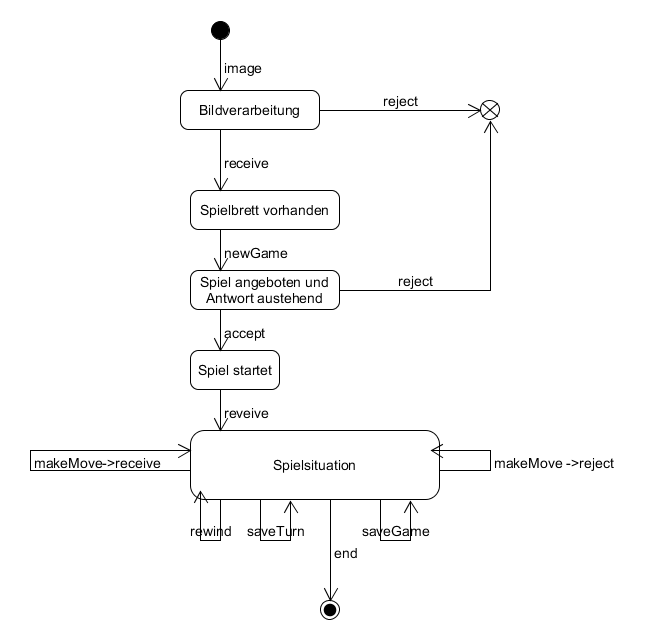 image
Bildverarbeitung
reject
receive
Spielbrett vorhanden
newGame
Spiel angeboten und
Antwort austehend
reject
accept
Spiel startet
reveive
Spielsituation
makeMove->receive
makeMove ->reject
rewind
saveTurn
saveGame
end